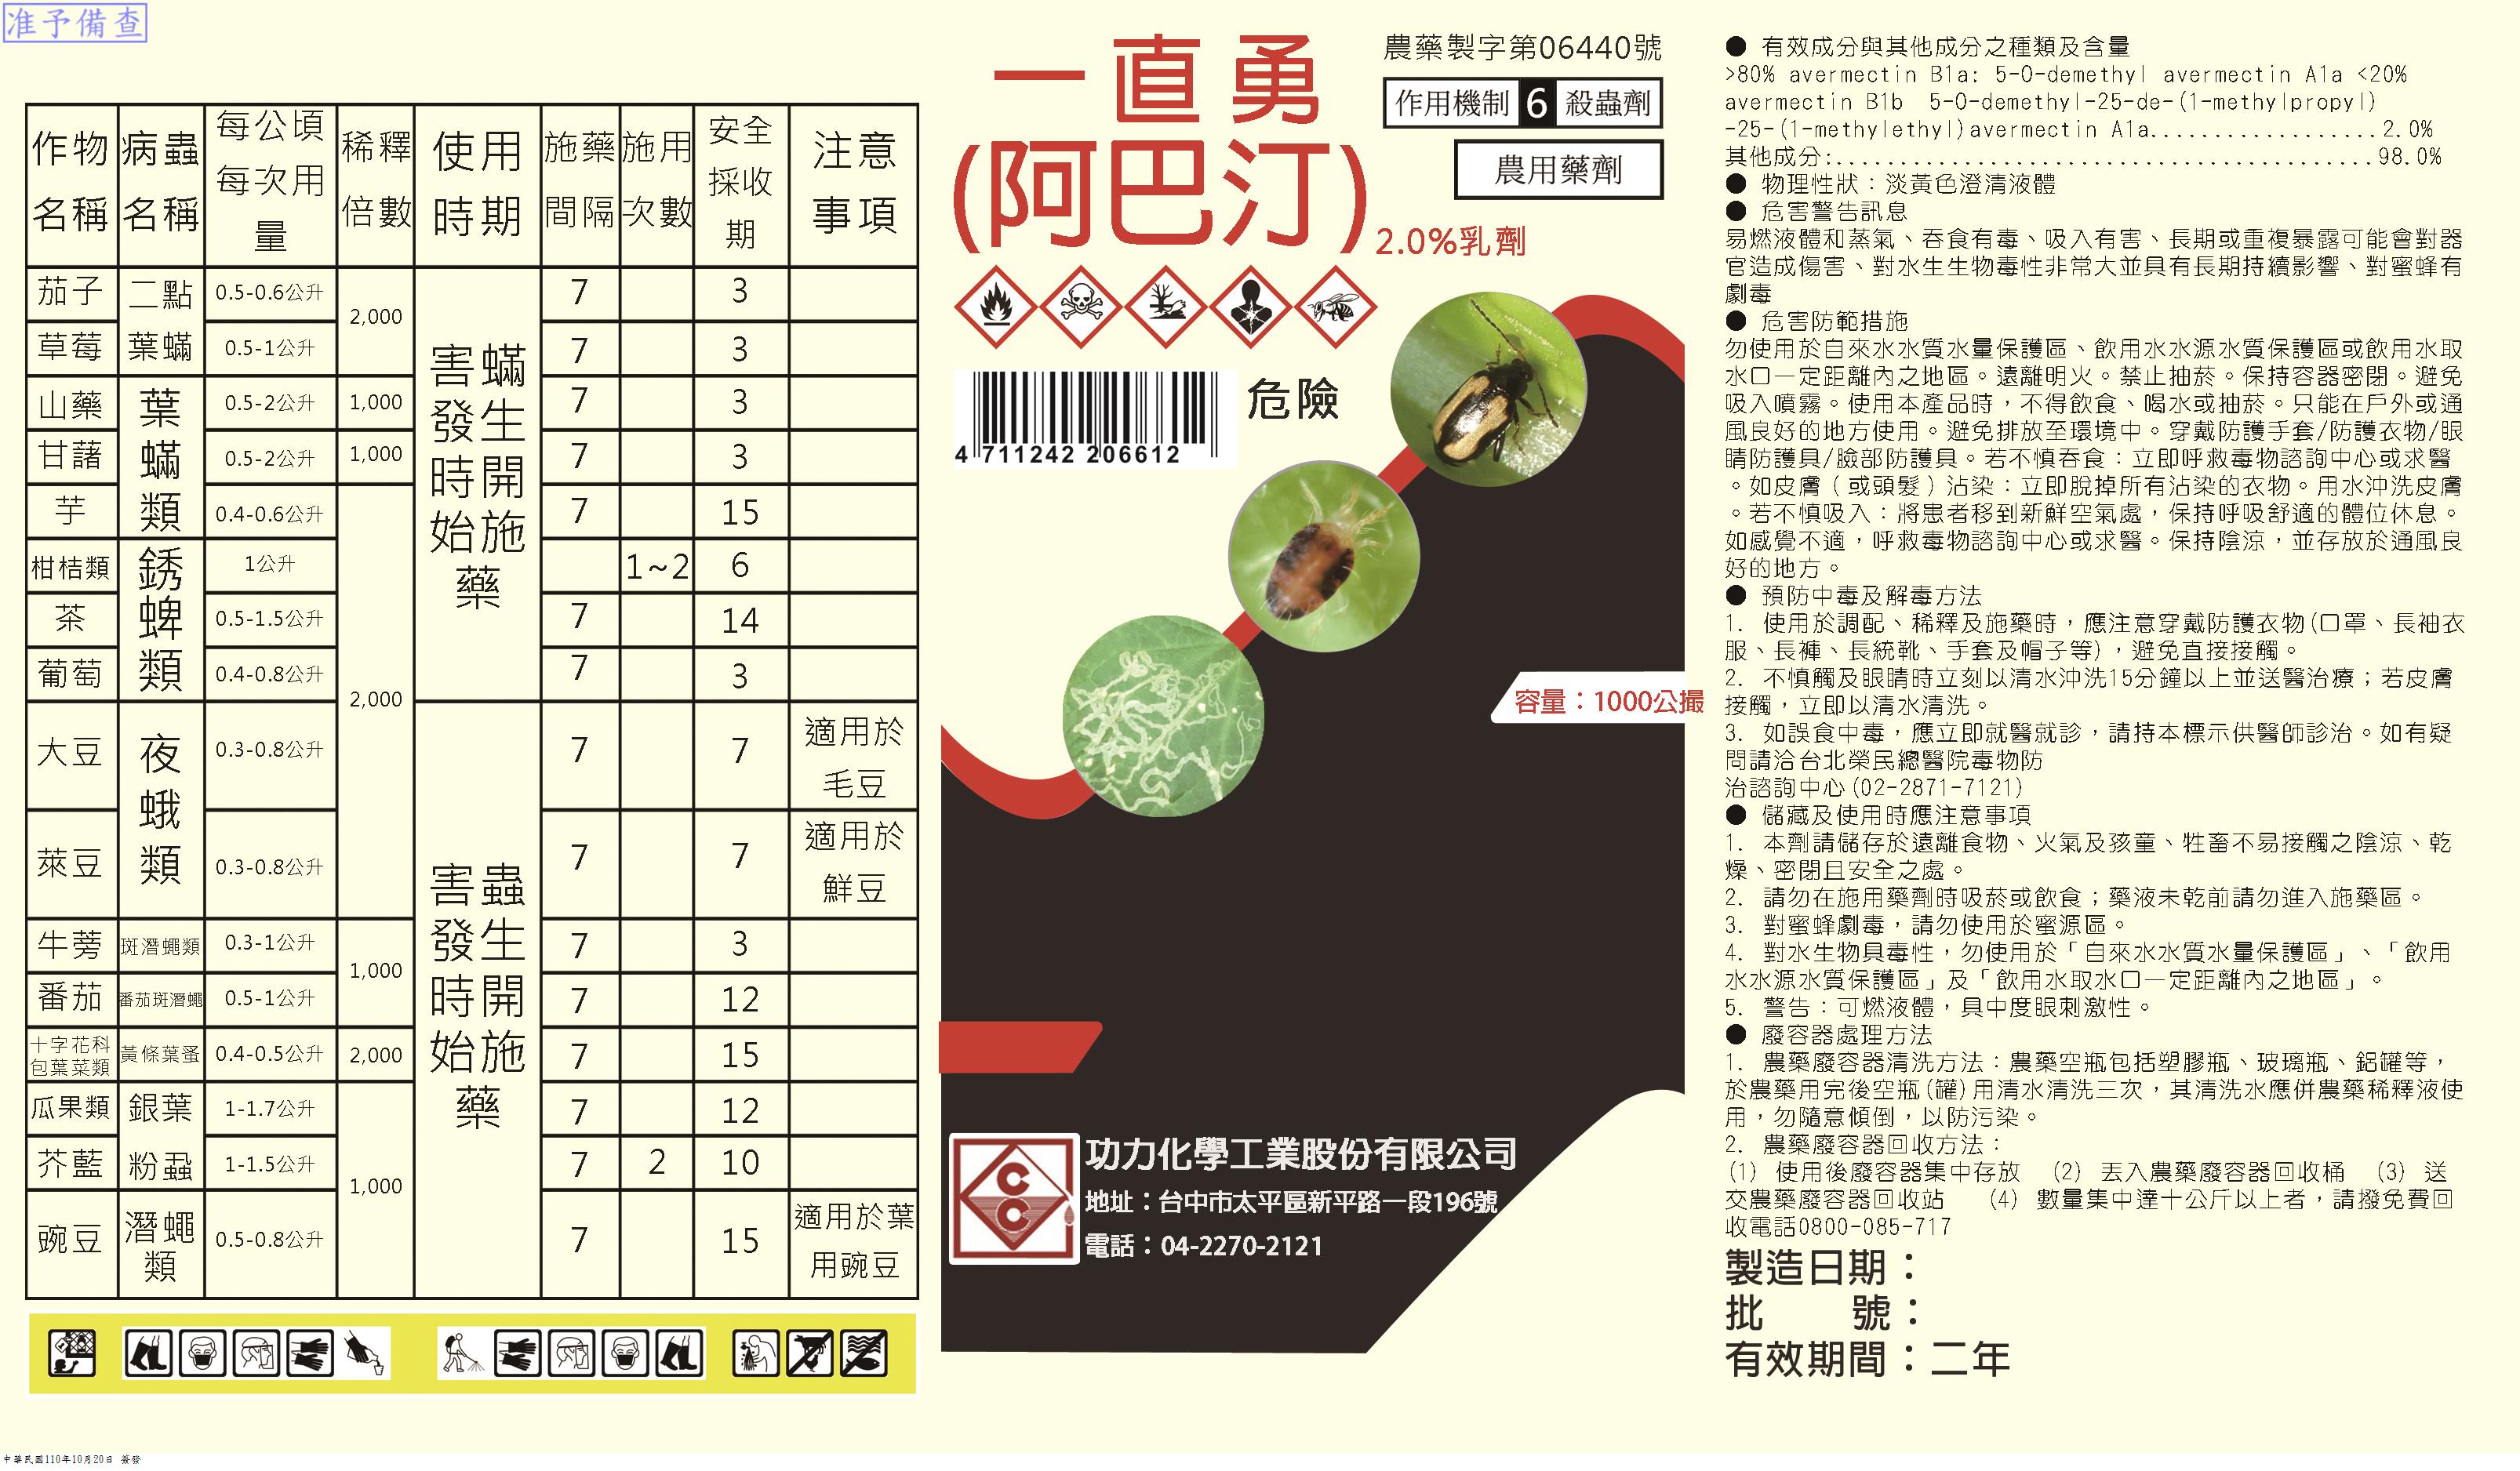 准予備查
作物名稱 病蟲名稱 每公頃每次用量 稀釋倍數 使用時期 施藥間隔 施用次數 安全採收期 注意事項
茄子 二點葉蟎 0.5-0.6公升 2,000 害蟎發生時開始施藥 7 3
草莓 0.5-1公升 7 3
山藥 葉蟎類 0.5-2公升 1,000 7 3
甘藷 0.5-2公升 1,000 7 3
芋 0.4-0.6公升 2,000 7 15
柑桔類 銹蜱類 1公升 1~2 6
茶 0.5-1.5公升 7 14
葡萄 0.4-0.8公升 7 3
大豆 夜蛾類 0.3-0.8公升 害蟲發生時開始施藥 7 7 適用於毛豆
萊豆 0.3-0.8公升 7 7 適用於鮮豆
牛蒡 斑潛蠅類 0.3-1公升 1,000 7 3
番茄 番茄斑潛蠅 0.5-1公升 7 12
十字花科包葉菜類 黃條葉蚤 0.4-0.5公升 2,000 7 15
瓜果類 銀葉粉蝨 1-1.7公升 1,000 7 12
芥藍 1-1.5公升 7 2 10
豌豆 潛蠅類 0.5-0.8公升 7 15 適用於葉用豌豆
一直勇
(阿巴汀)
2.0%乳劑
農藥製字第06440號
作用機制 6 殺蟲劑
農用藥劑
危險
4 711242 206612
容量：1000公撮
功力化學工業股份有限公司
地址：台中市太平區新平路一段196號
電話：04-2270-2121
● 有效成分與其他成分之種類及含量
>80% avermectin B1a: 5-O-demethyl avermectin A1a <20%
avermectin B1b 5-O-demethyl-25-de-(1-methylpropyl)
-25-(1-methylethyl)avermectin A1a..................2.0%
其他成分:..........................................98.0%
● 物理性狀：淡黃色澄清液體
● 危害警告訊息
易燃液體和蒸氣、吞食有毒、吸入有害、長期或重複暴露可能會對器
官造成傷害、對水生生物毒性非常大並具有長期持續影響、對蜜蜂有
劇毒
● 危害防範措施
勿使用於自來水水質水量保護區、飲用水水源水質保護區或飲用水取
水口一定距離內之地區。遠離明火。禁止抽菸。保持容器密閉。避免
吸入噴霧。使用本產品時，不得飲食、喝水或抽菸。只能在戶外或通
風良好的地方使用。避免排放至環境中。穿戴防護手套/防護衣物/眼
睛防護具/臉部防護具。若不慎吞食：立即呼救毒物諮詢中心或求醫
。如皮膚（或頭髮）沾染：立即脫掉所有沾染的衣物。用水沖洗皮膚
。若不慎吸入：將患者移到新鮮空氣處，保持呼吸舒適的體位休息。
如感覺不適，呼救毒物諮詢中心或求醫。保持陰涼，並存放於通風良
好的地方。
● 預防中毒及解毒方法
1. 使用於調配、稀釋及施藥時，應注意穿戴防護衣物(口罩、長袖衣
服、長褲、長統靴、手套及帽子等)，避免直接接觸。
2. 不慎觸及眼睛時立刻以清水沖洗15分鐘以上並送醫治療；若皮膚
接觸，立即以清水清洗。
3. 如誤食中毒，應立即就醫就診，請持本標示供醫師診治。如有疑
問請洽台北榮民總醫院毒物防
治諮詢中心(02-2871-7121)
● 儲藏及使用時應注意事項
1. 本劑請儲存於遠離食物、火氣及孩童、牲畜不易接觸之陰涼、乾
燥、密閉且安全之處。
2. 請勿在施用藥劑時吸菸或飲食；藥液未乾前請勿進入施藥區。
3. 對蜜蜂劇毒，請勿使用於蜜源區。
4. 對水生物具毒性，勿使用於「自來水水質水量保護區」、「飲用
水水源水質保護區」及「飲用水取水口一定距離內之地區」。
5. 警告：可燃液體，具中度眼刺激性。
● 廢容器處理方法
1. 農藥廢容器清洗方法：農藥空瓶包括塑膠瓶、玻璃瓶、鋁罐等，
於農藥用完後空瓶(罐)用清水清洗三次，其清洗水應併農藥稀釋液使
用，勿隨意傾倒，以防污染。
2. 農藥廢容器回收方法：
(1) 使用後廢容器集中存放 (2) 丟入農藥廢容器回收桶 (3) 送
交農藥廢容器回收站 (4) 數量集中達十公斤以上者，請撥免費回
收電話0800-085-717
製造日期：
批 號：
有效期間：二年
中華民國110年10月20日 簽發